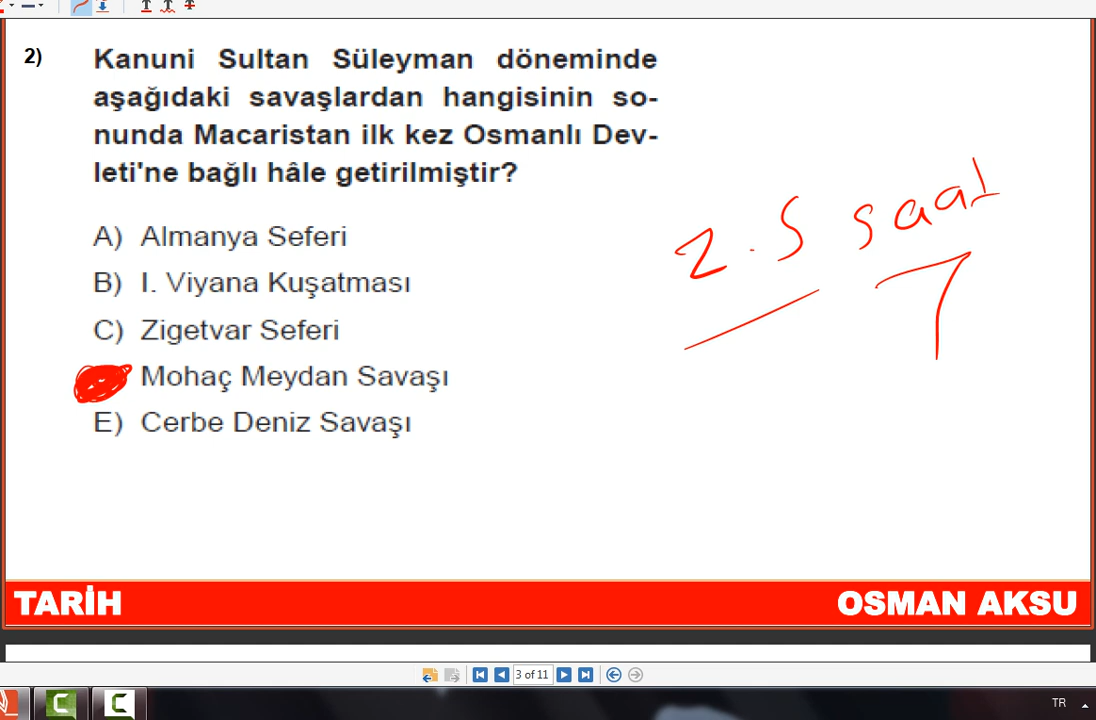 2)
Kanuni Sultan Süleyman döneminde
aşağıdaki savaşlardan hangisinin so-
nunda Macaristan ilk kez Osmanlı Dev-
leti'ne bağlı hâle getirilmiştir?
A) Almanya Seferi
B) I. Viyana Kuşatması
C) Zigetvar Seferi
Mohaç Meydan Savaşı
E) Cerbe Deniz Savaşı
2.5 saat
7
TARİH
OSMAN AKSU
3 of 11
TR